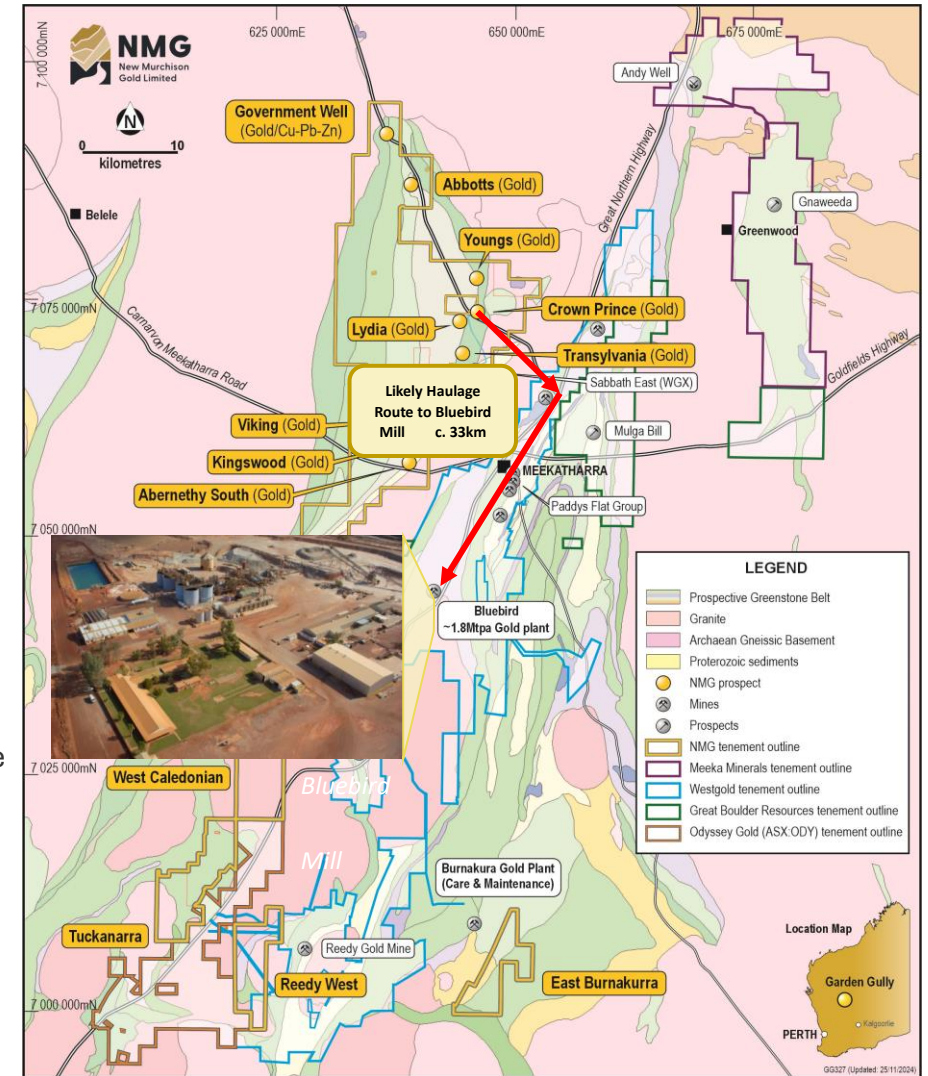 625 000mE
650 000mE
675 000mE
7 100 000mN
NMG
New Murchison
Gold Limited
N
0 10
kilometres
Government Well
(Gold/Cu-Pb-Zn)
Andy Well
Great Northern Highway
Abbotts (Gold)
Belele
Gnaweeda
Greenwood
Youngs (Gold)
7 075 000mN
Crown Prince (Gold)
Lydia (Gold)
Carnarvon Meekatharra Road
Goldfields Highway
Transylvania (Gold)
Sabbath East (WGX)
Likely Haulage
Route to Bluebird
Mill c. 33km
Viking (Gold)
Mulga Bill
Kingswood (Gold)
MEEKATHARRA
Abernethy South (Gold)
Paddys Flat Group
7 050 000mN
Bluebird
~1.8Mtpa Gold plant
LEGEND
Prospective Greenstone Belt
Granite
Archaean Gneissic Basement
Proterozoic sediments
NMG prospect
Mines
Prospects
NMG tenement outline
Meeka Minerals tenement outline
Westgold tenement outline
Great Boulder Resources tenement outline
Odyssey Gold (ASX:ODY) tenement outline
e
7 025 000mN
West Caledonian
Bluebird
Mill
Burnakura Gold Plant
(Care & Maintenance)
Tuckanarra
Reedy Gold Mine
Reedy West
East Burnakurra
7 000 000mN
Location Map
Garden Gully
Kalgoorlie
PERTH
GG327 (Updated: 25/11/2024)